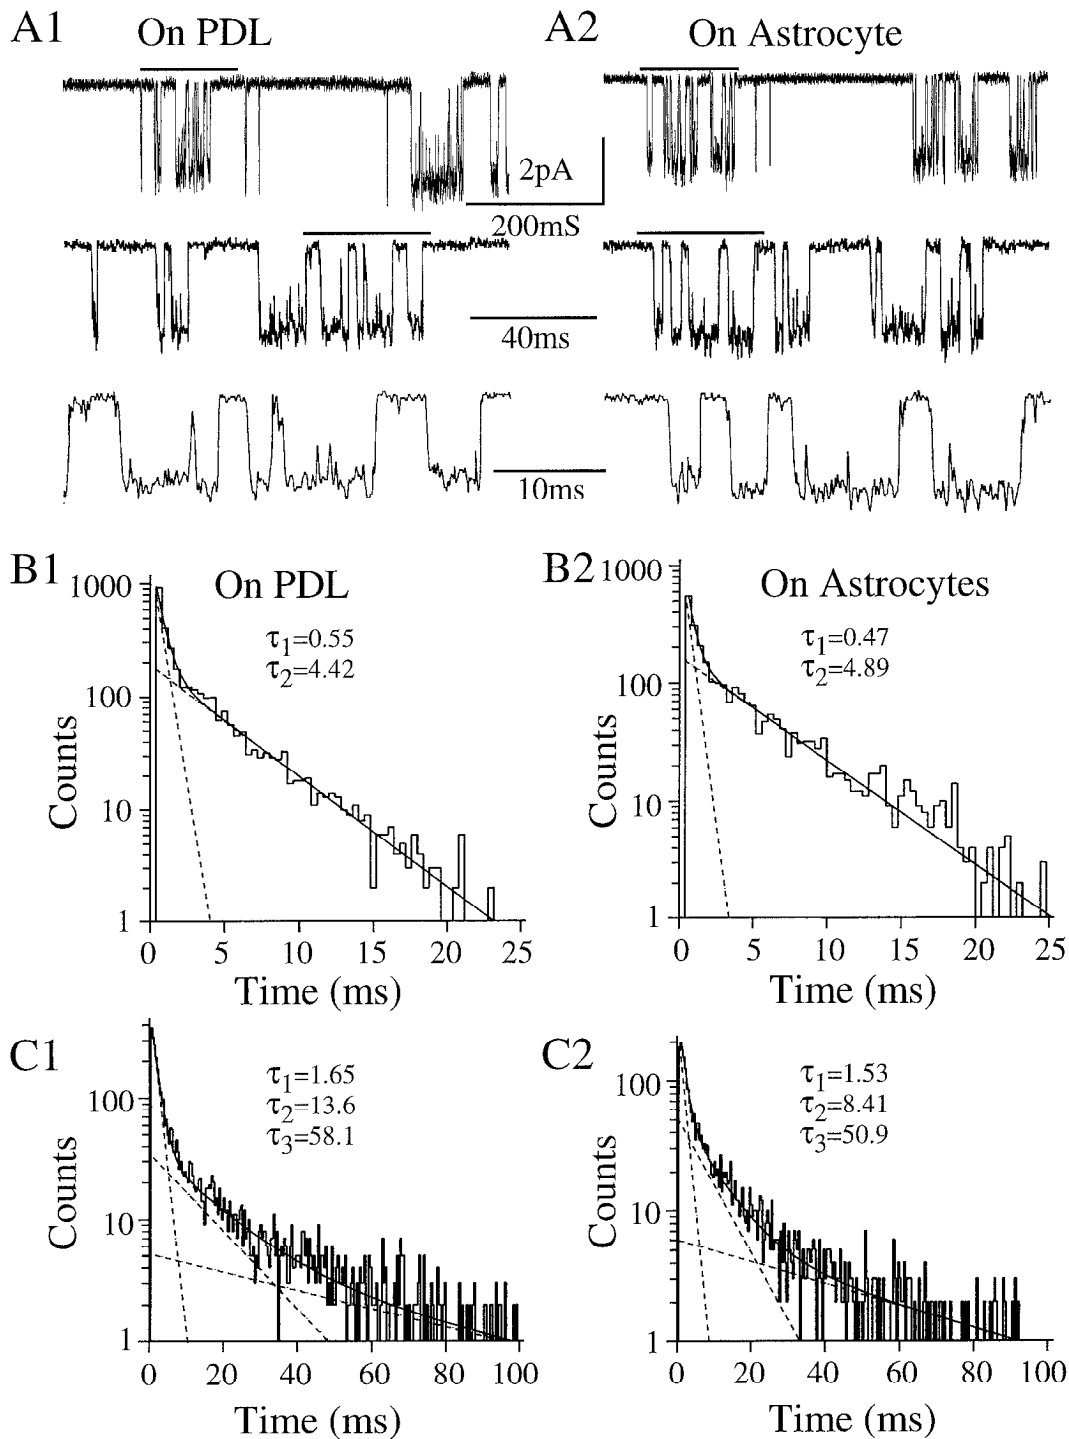 A1 On PDL
A2 On Astrocyte
2pA
200mS
40ms
10ms
B1 On PDL
τ1=0.55
τ2=4.42
1000
100
10
1
Counts
0 5 10 15 20 25
Time (ms)
B2 On Astrocytes
τ1=0.47
τ2=4.89
1000
100
10
1
Counts
0 5 10 15 20 25
Time (ms)
C1
τ1=1.65
τ2=13.6
τ3=58.1
100
10
1
Counts
0 20 40 60 80 100
Time (ms)
C2
τ1=1.53
τ2=8.41
τ3=50.9
100
10
1
Counts
0 20 40 60 80 100
Time (ms)